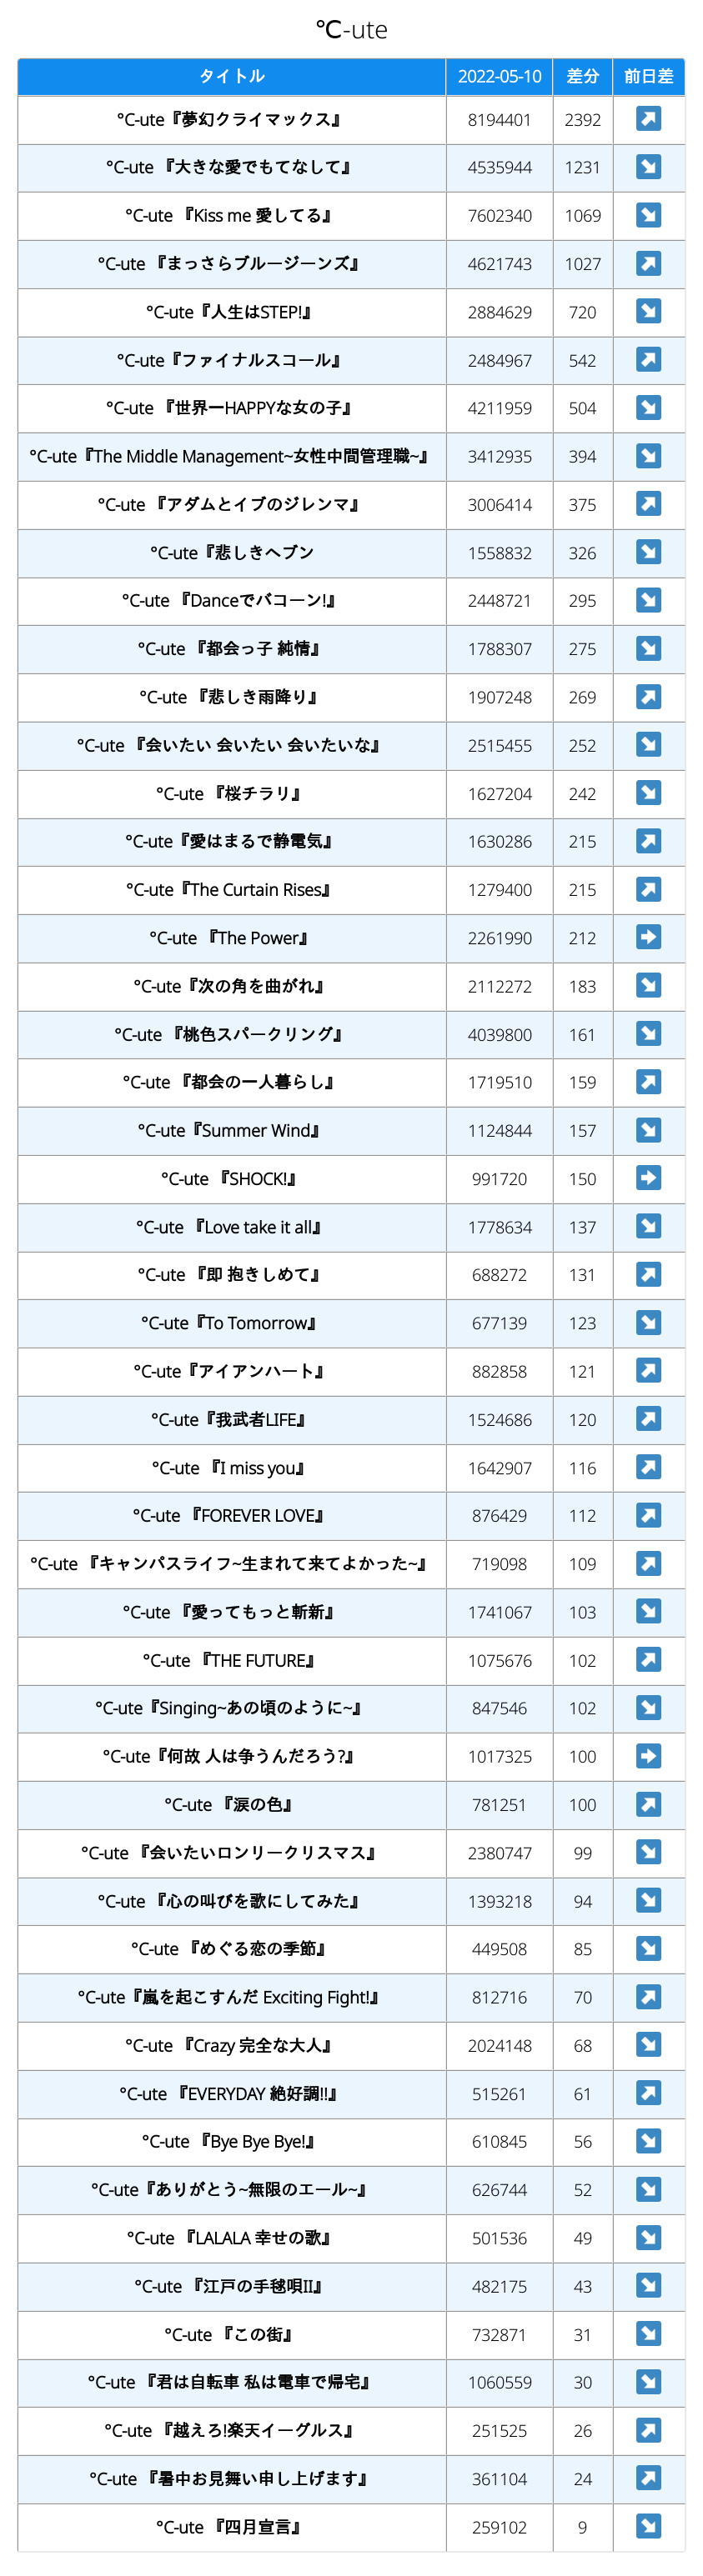 ℃-ute
タイトル 2022-05-10 差分 前日差
°C-ute『夢幻クライマックス』 8194401 2392 ↗
°C-ute 『大きな愛でもてなして』 4535944 1231 ↘
°C-ute 『Kiss me 愛してる』 7602340 1069 ↘
°C-ute 『まっさらブルージーンズ』 4621743 1027 ↗
°C-ute『人生はSTEP!』 2884629 720 ↘
°C-ute『ファイナルスコール』 2484967 542 ↗
°C-ute 『世界一HAPPYな女の子』 4211959 504 ↘
°C-ute『The Middle Management~女性中間管理職~』 3412935 394 ↘
°C-ute 『アダムとイブのジレンマ』 3006414 375 ↗
°C-ute『悲しきヘブン 1558832 326 ↘
°C-ute 『Danceでバコーン!』 2448721 295 ↘
°C-ute 『都会っ子 純情』 1788307 275 ↘
°C-ute 『悲しき雨降り』 1907248 269 ↗
°C-ute 『会いたい 会いたい 会いたいな』 2515455 252 ↘
°C-ute 『桜チラリ』 1627204 242 ↘
°C-ute『愛はまるで静電気』 1630286 215 ↗
°C-ute『The Curtain Rises』 1279400 215 ↗
°C-ute 『The Power』 2261990 212 ➡
°C-ute『次の角を曲がれ』 2112272 183 ↘
°C-ute 『桃色スパークリング』 4039800 161 ↘
°C-ute 『都会の一人暮らし』 1719510 159 ↗
°C-ute『Summer Wind』 1124844 157 ↘
°C-ute 『SHOCK!』 991720 150 ➡
°C-ute 『Love take it all』 1778634 137 ↘
°C-ute 『即 抱きしめて』 688272 131 ↗
°C-ute『To Tomorrow』 677139 123 ↘
°C-ute『アイアンハート』 882858 121 ↗
°C-ute『我武者LIFE』 1524686 120 ↗
°C-ute 『I miss you』 1642907 116 ↗
°C-ute 『FOREVER LOVE』 876429 112 ↗
°C-ute 『キャンパスライフ~生まれて来てよかった~』 719098 109 ↗
°C-ute 『愛ってもっと斬新』 1741067 103 ↘
°C-ute 『THE FUTURE』 1075676 102 ↗
°C-ute『Singing~あの頃のように~』 847546 102 ↘
°C-ute『何故 人は争うんだろう?』 1017325 100 ➡
°C-ute 『涙の色』 781251 100 ↗
°C-ute 『会いたいロンリークリスマス』 2380747 99 ↘
°C-ute 『心の叫びを歌にしてみた』 1393218 94 ↘
°C-ute 『めぐる恋の季節』 449508 85 ↘
°C-ute『嵐を起こすんだ Exciting Fight!』 812716 70 ↗
°C-ute 『Crazy 完全な大人』 2024148 68 ↘
°C-ute 『EVERYDAY 絶好調!!』 515261 61 ↗
°C-ute 『Bye Bye Bye!』 610845 56 ↘
°C-ute『ありがとう~無限のエール~』 626744 52 ↘
°C-ute 『LALALA 幸せの歌』 501536 49 ↘
°C-ute 『江戸の手毬唄II』 482175 43 ↘
°C-ute 『この街』 732871 31 ↘
°C-ute 『君は自転車 私は電車で帰宅』 1060559 30 ↘
°C-ute 『越えろ!楽天イーグルス』 251525 26 ↗
°C-ute 『暑中お見舞い申し上げます』 361104 24 ↗
°C-ute 『四月宣言』 259102 9 ↘